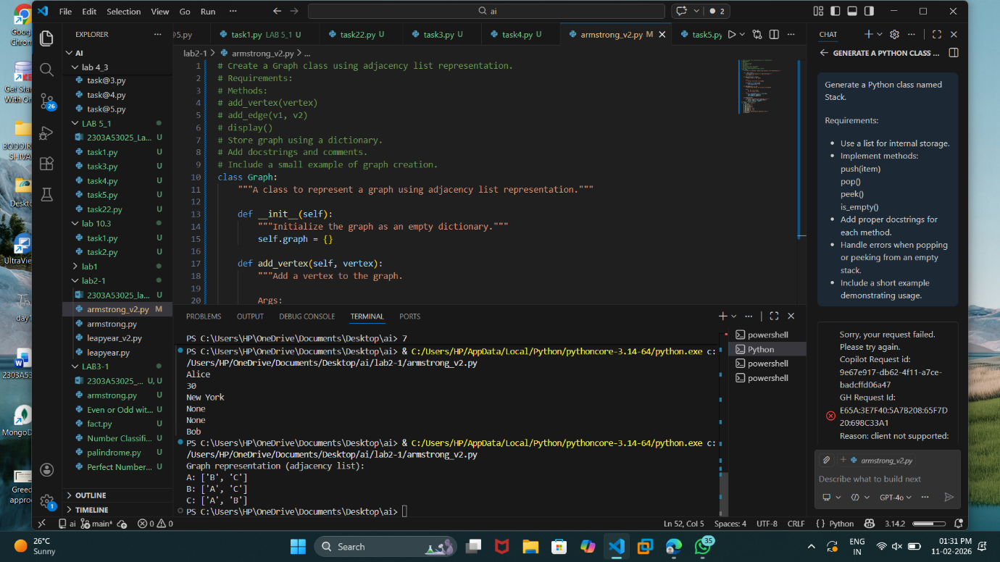 Goog
Chrom
Get Star
With On
BODDIR
SHIVA
Deskto
UltraView
day1
2303A53
MongoD
Greed
appro
File Edit Selection View Go Run ···
ai
2
EXPLORER ···
AI
lab 4_3
task@3.py
task@4.py
task@5.py
LAB 5_1
2303A53025_La... U
task1.py U
task3.py U
task4.py U
task5.py U
task22.py U
lab 10.3
task1.py U
task2.py U
lab1
lab2-1
2303A53025_la... U
armstrong_v2.py M
armstrong.py
leapyear_v2.py
leapyear.py
LAB3-1
2303A53025_... U, U
armstrong.py U
Even or Odd wit... U
fact.py U
Number Classifi... U
palindrome.py U
Perfect Number... U
OUTLINE
TIMELINE
26
1
5.py task1.py LAB 5_1 U task22.py U task3.py U task4.py U armstrong_v2.py M task5.py
lab2-1 > armstrong_v2.py > ...
1 # Create a Graph class using adjacency list representation.
2 # Requirements:
3 # Methods:
4 # add_vertex(vertex)
5 # add_edge(v1, v2)
6 # display()
7 # Store graph using a dictionary.
8 # Add docstrings and comments.
9 # Include a small example of graph creation.
10 class Graph:
11 """A class to represent a graph using adjacency list representation."""
12
13 def __init__(self):
14 """Initialize the graph as an empty dictionary."""
15 self.graph = {}
16
17 def add_vertex(self, vertex):
18 """Add a vertex to the graph.
19
20 Args:
PROBLEMS OUTPUT DEBUG CONSOLE TERMINAL PORTS
PS C:\Users\HP\OneDrive\Documents\Desktop\ai> 7
PS C:\Users\HP\OneDrive\Documents\Desktop\ai> & C:/Users/HP/AppData/Local/Python/pythoncore-3.14-64/python.exe c:
/Users/HP/OneDrive/Documents/Desktop/ai/lab2-1/armstrong_v2.py
Alice
30
New York
None
None
Bob
PS C:\Users\HP\OneDrive\Documents\Desktop\ai> & C:/Users/HP/AppData/Local/Python/pythoncore-3.14-64/python.exe c:
/Users/HP/OneDrive/Documents/Desktop/ai/lab2-1/armstrong_v2.py
Graph representation (adjacency list):
A: ['B', 'C']
B: ['A', 'C']
C: ['A', 'B']
PS C:\Users\HP\OneDrive\Documents\Desktop\ai>
powershell
Python
powershell
powershell
CHAT
GENERATE A PYTHON CLASS ...
Generate a Python class named
Stack.
Requirements:
• Use a list for internal storage.
• Implement methods:
push(item)
pop()
peek()
is_empty()
• Add proper docstrings for
each method.
• Handle errors when popping
or peeking from an empty
stack.
• Include a short example
demonstrating usage.
Sorry, your request failed.
Please try again.
Copilot Request id:
9e67e917-db62-4f11-a7ce-
badcffd06a47
GH Request Id:
E65A:3E7F40:5A7B208:65F7D
20:698C33A1
Reason: client not supported:
armstrong_v2.py
Describe what to build next
GPT-4o
ai main* 0 0 Ln 52, Col 5 Spaces: 4 UTF-8 CRLF {} Python 3.14.2
26°C
Sunny
Search
35
ENG
IN
01:31 PM
11-02-2026